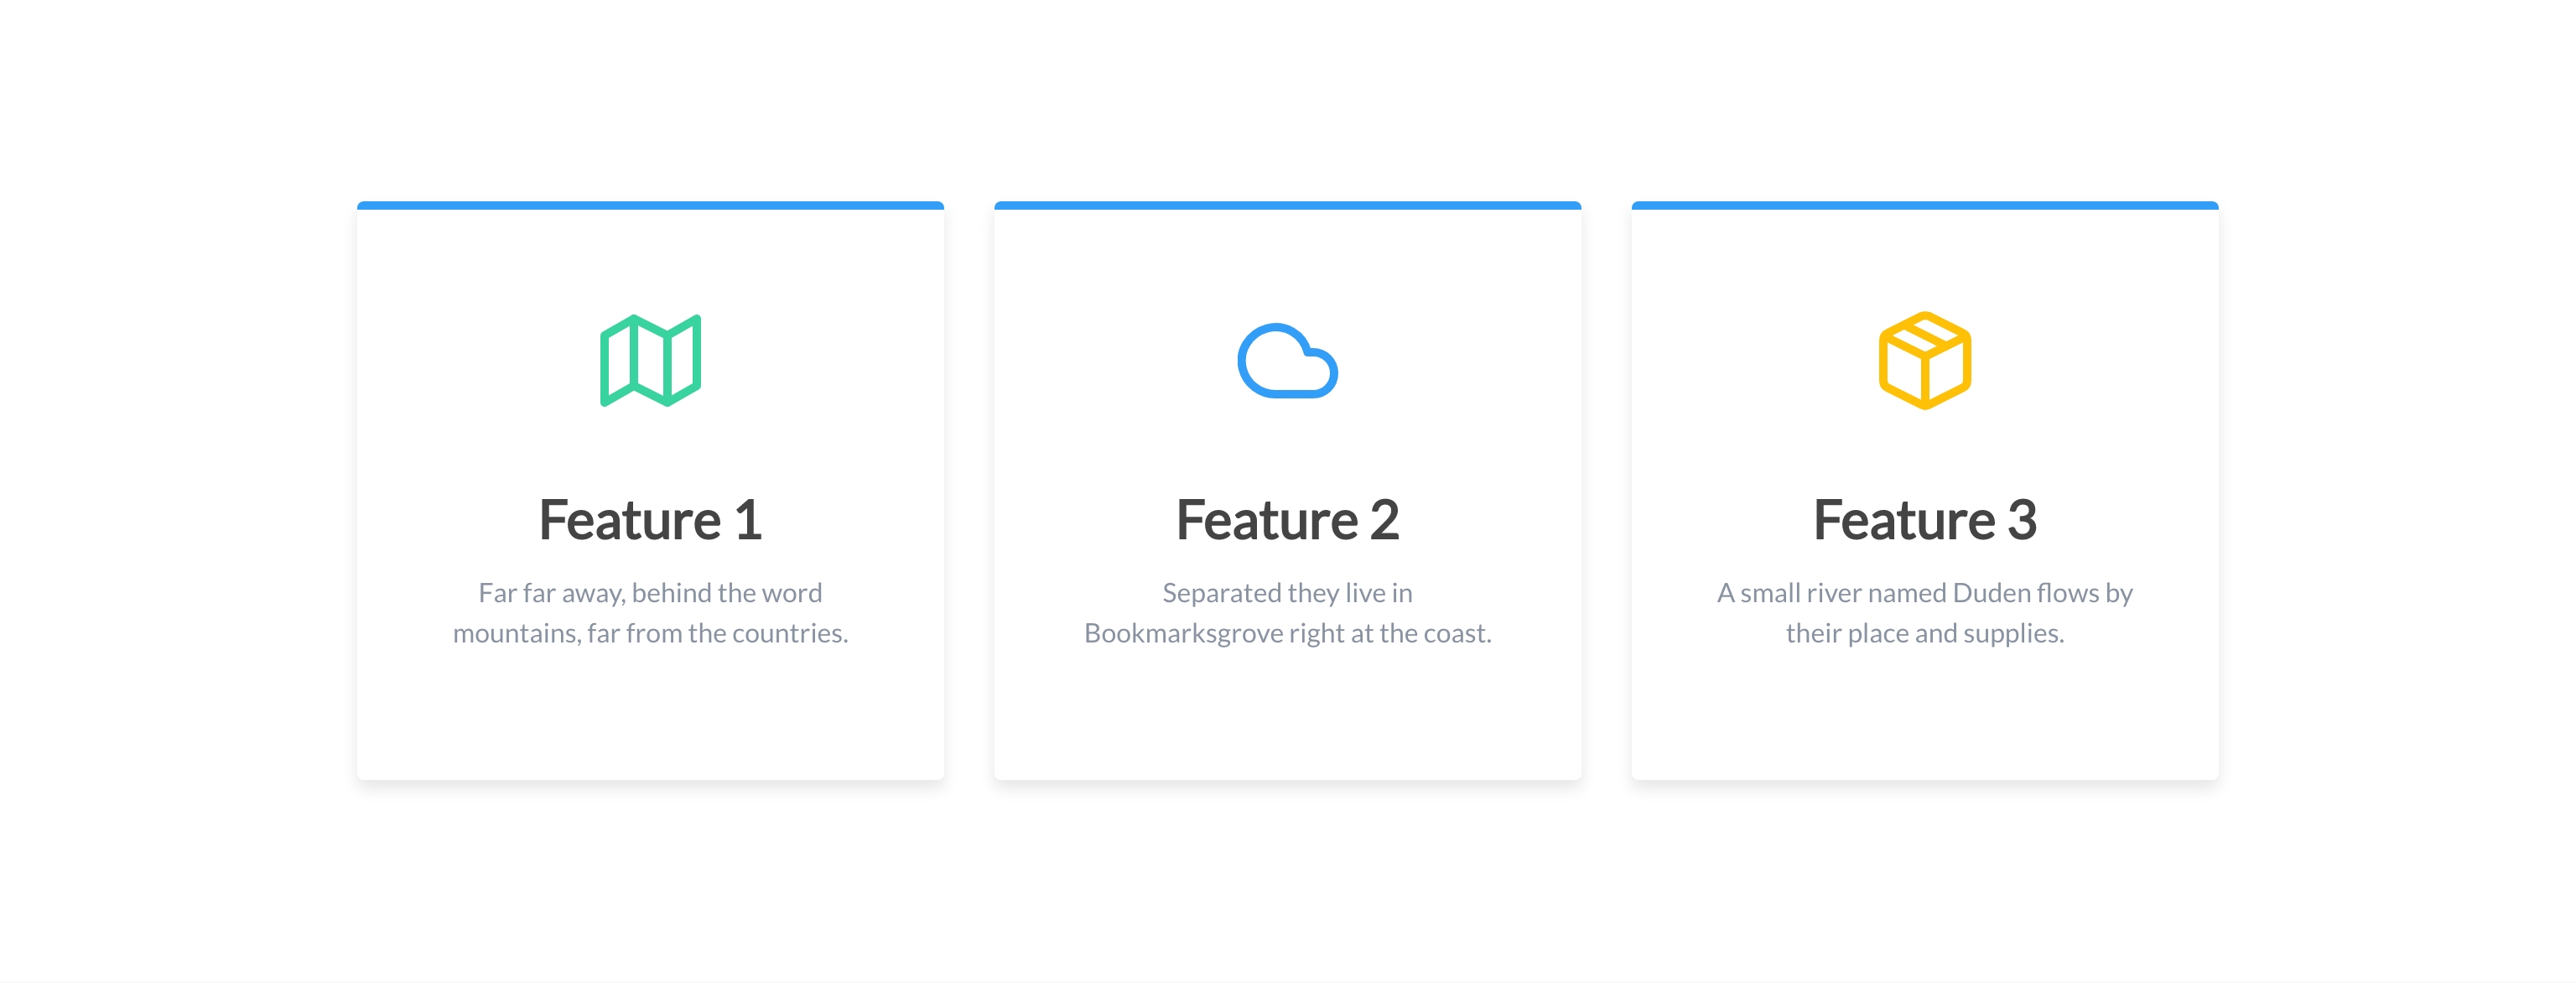 Feature 1
Far far away, behind the word
mountains, far from the countries.
Feature 2
Separated they live in
Bookmarksgrove right at the coast.
Feature 3
A small river named Duden flows by
their place and supplies.